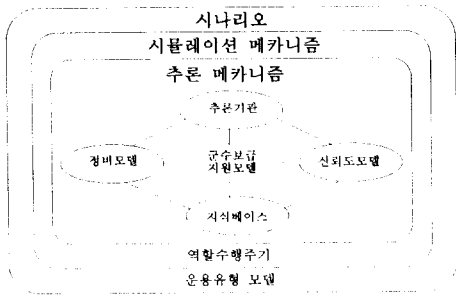 시나리오
시뮬레이션 메카니즘
추론 메카니즘
추론기관
정비모델
군수보급
지원모델
신뢰도모델
지식베이스
역할수행주기
운용유형 모델